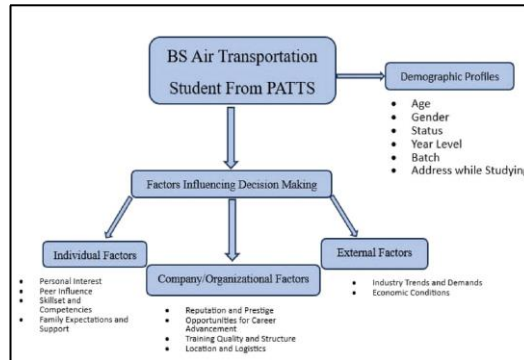 BS Air Transportation
Student From PATTS
Demographic Profiles
• Age
• Gender
• Status
• Year Level
• Batch
• Address while Studying
Factors Influencing Decision Making
Individual Factors
• Personal Interest
• Peer Influence
• Skillset and
Competencies
• Family Expectations and
Support
Company/Organizational Factors
• Reputation and Prestige
• Opportunities for Career
Advancement
• Training Quality and Structure
• Location and Logistics
External Factors
• Industry Trends and Demands
• Economic Conditions